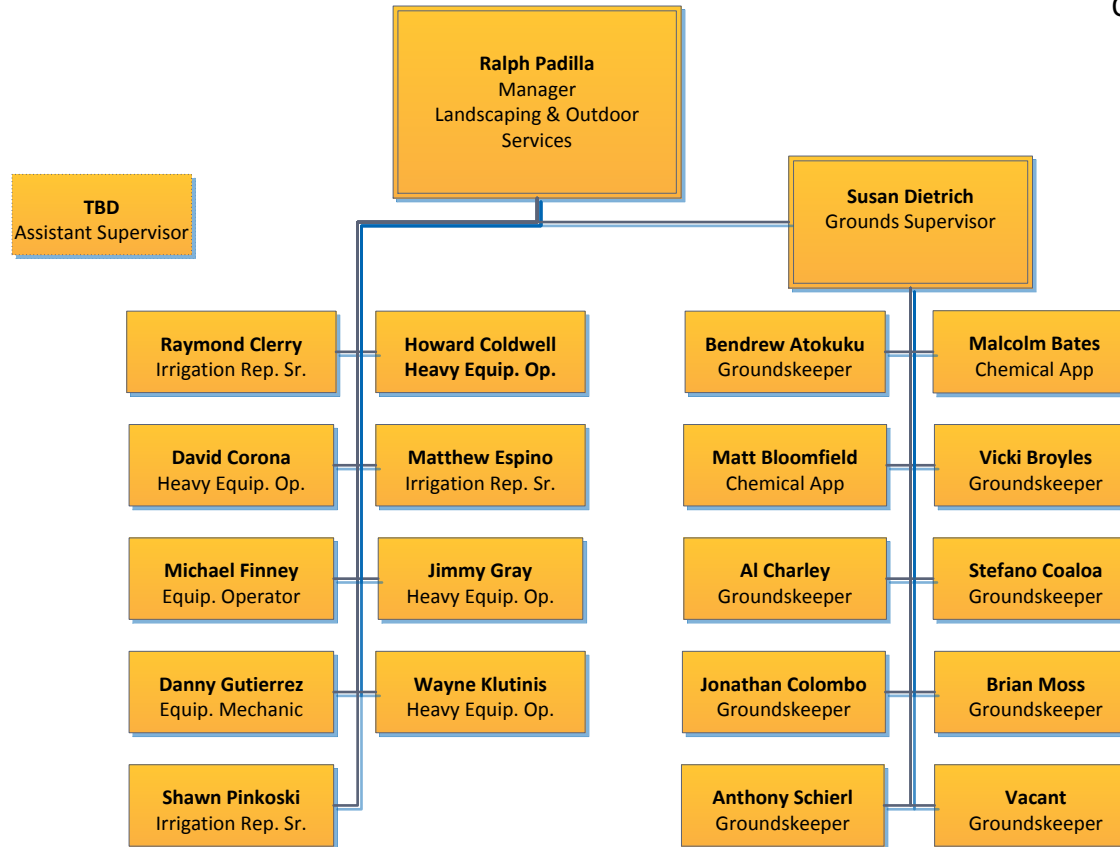 Ralph Padilla
Manager
Landscaping & Outdoor
Services
TBD
Assistant Supervisor
Susan Dietrich
Grounds Supervisor
Raymond Clerry
Irrigation Rep. Sr.
Howard Coldwell
Heavy Equip. Op.
Bendrew Atokuku
Groundskeeper
Malcolm Bates
Chemical App
David Corona
Heavy Equip. Op.
Matthew Espino
Irrigation Rep. Sr.
Matt Bloomfield
Chemical App
Vicki Broyles
Groundskeeper
Michael Finney
Equip. Operator
Jimmy Gray
Heavy Equip. Op.
Al Charley
Groundskeeper
Stefano Coaloa
Groundskeeper
Danny Gutierrez
Equip. Mechanic
Wayne Klutinis
Heavy Equip. Op.
Jonathan Colombo
Groundskeeper
Brian Moss
Groundskeeper
Shawn Pinkoski
Irrigation Rep. Sr.
Anthony Schierl
Groundskeeper
Vacant
Groundskeeper